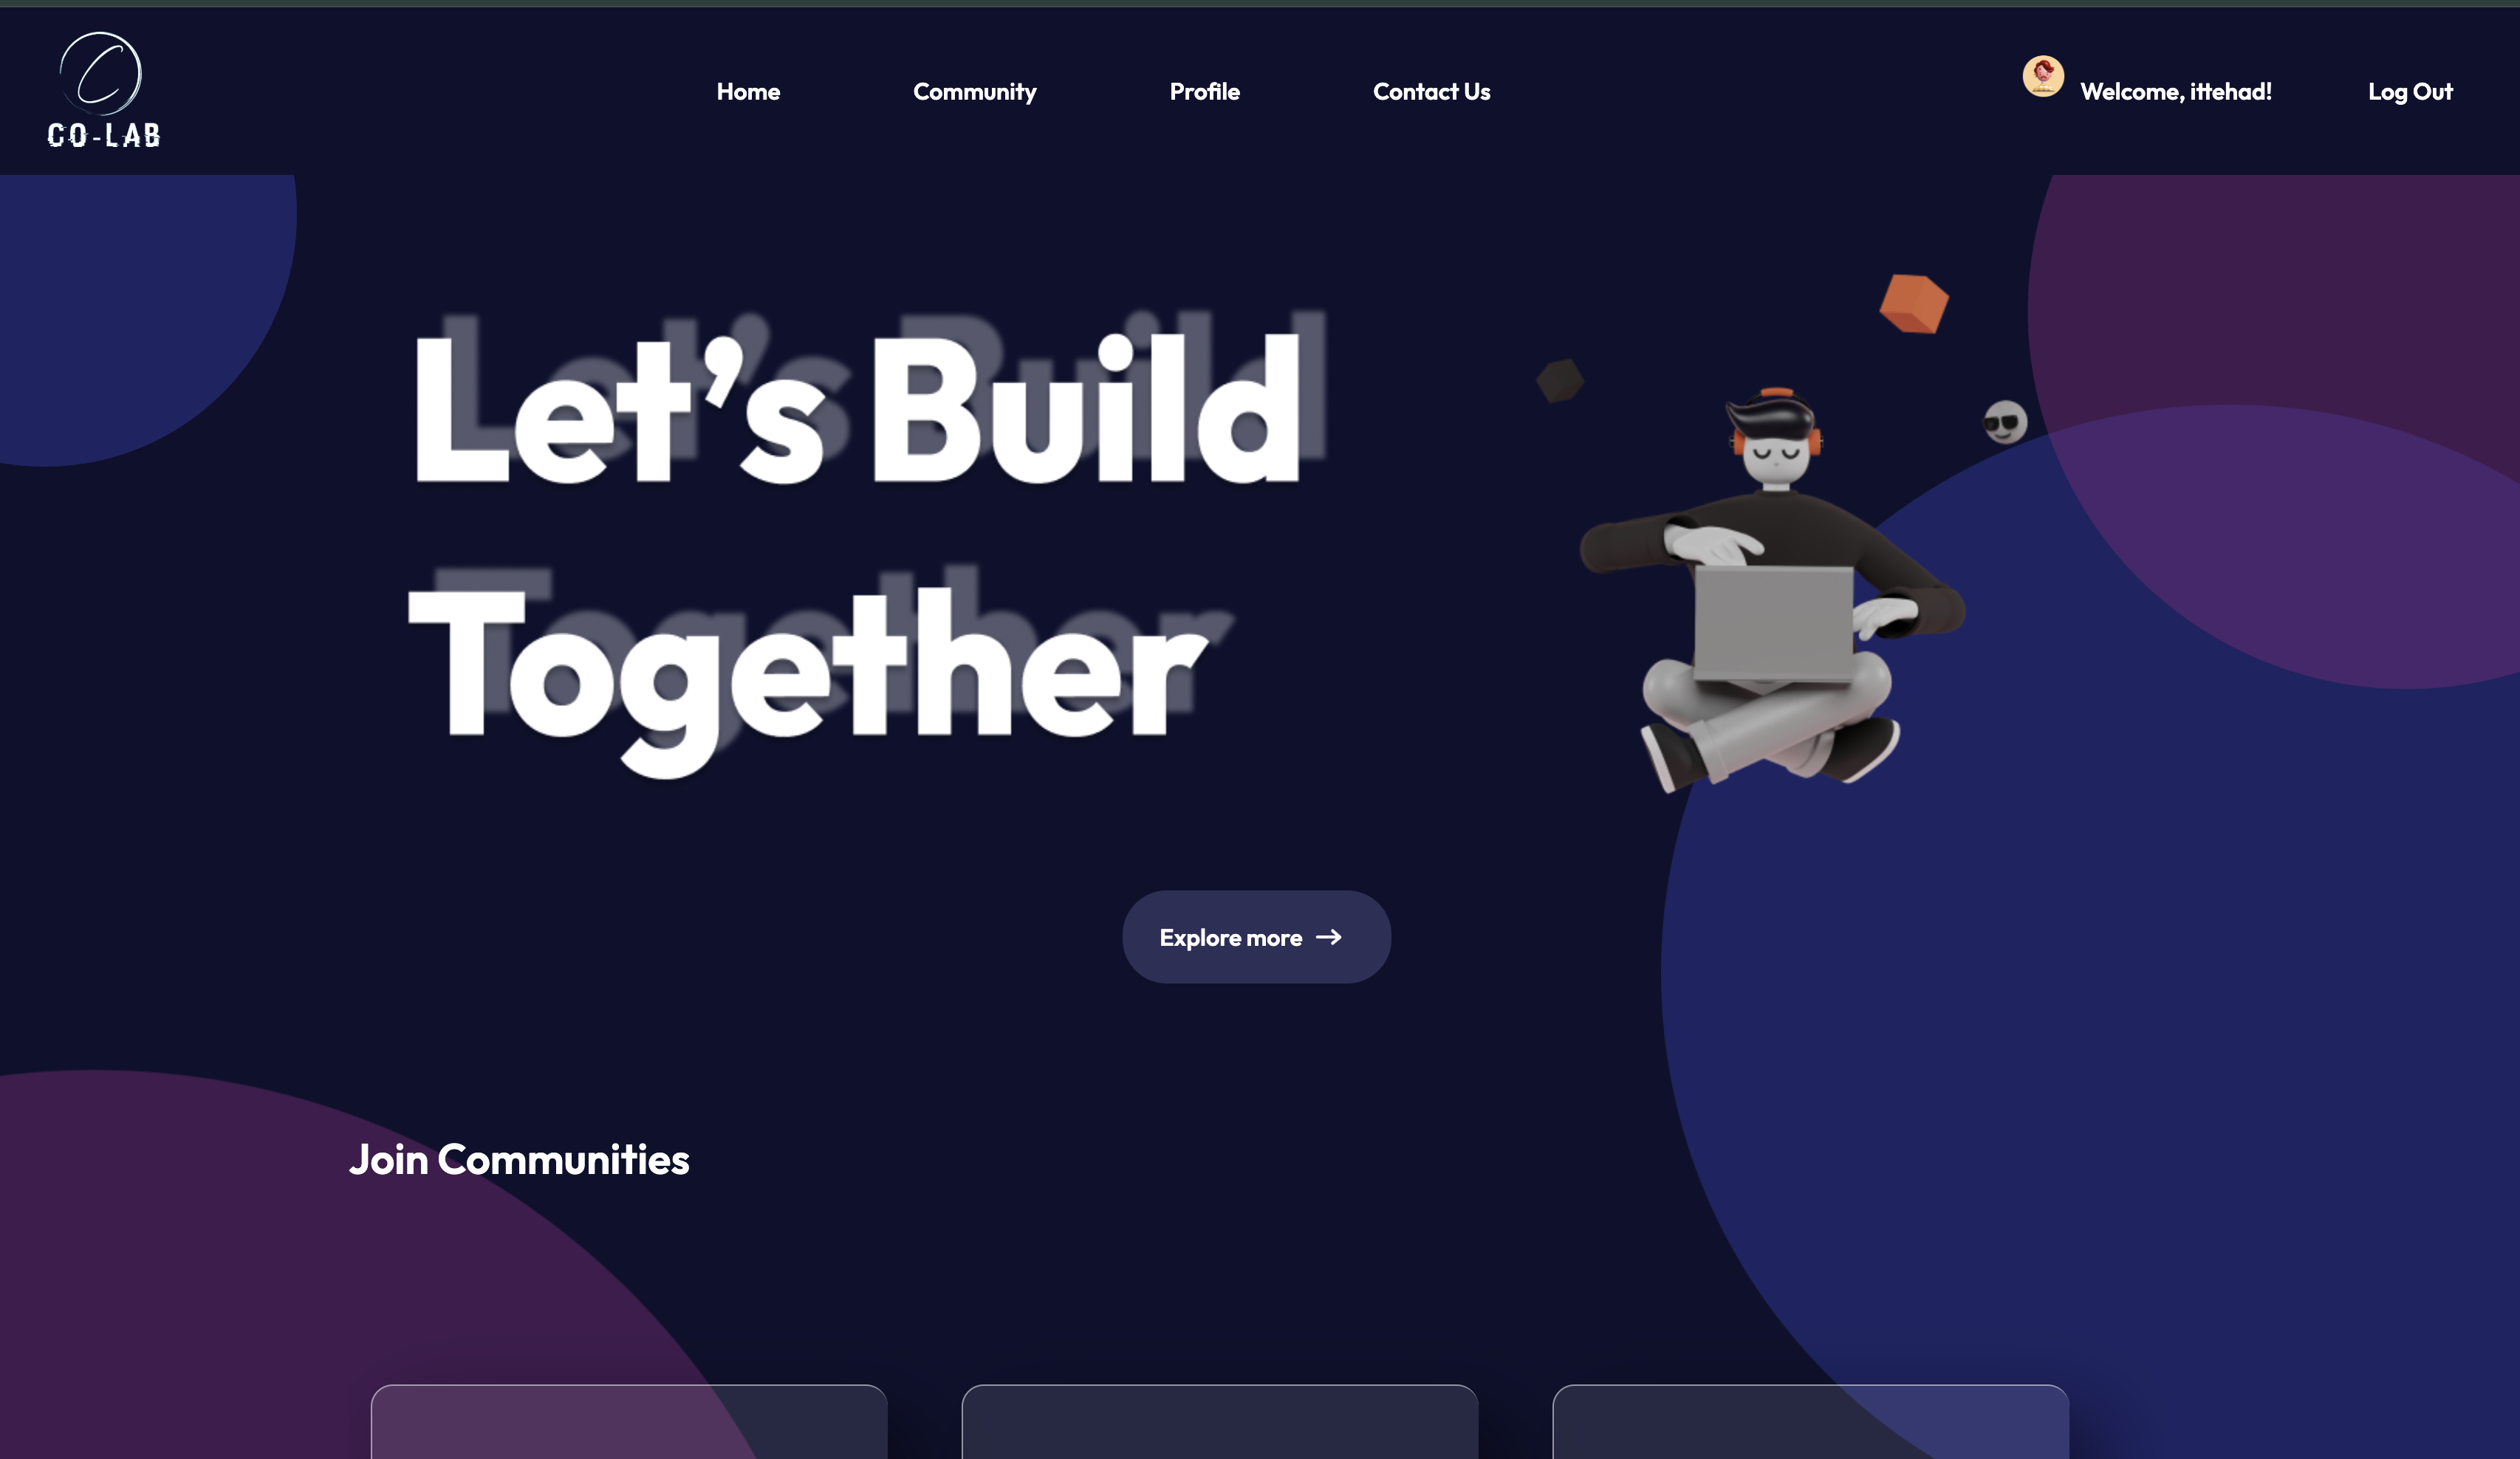 CO-LAB
Home
Community
Profile
Contact Us
Welcome, ittehad!
Log Out
Let’s Build
Together
Explore more →
Join Communities